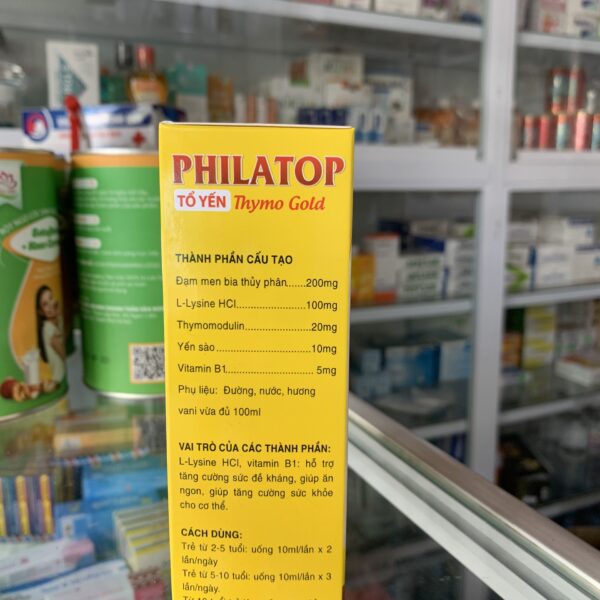 PHILATOP
TỔ YẾN Thymo Gold
THÀNH PHẦN CẤU TẠO
Đạm men bia thủy phân.......200mg
L-Lysine HCl.........................100mg
Thymomodulin.......................20mg
Yến sào..................................10mg
Vitamin B1................................ 5mg
Phụ liệu: Đường, nước, hương
vani vừa đủ 100ml
VAI TRÒ CỦA CÁC THÀNH PHẦN:
L-Lysine HCl, vitamin B1: hỗ trợ
tăng cường sức đề kháng, giúp ăn
ngon, giúp tăng cường sức khỏe
cho cơ thể.
CÁCH DÙNG:
Trẻ từ 2-5 tuổi: uống 10ml/lần x 2
lần/ngày
Trẻ từ 5-10 tuổi: uống 10ml/lần x 3
lần/ngày.